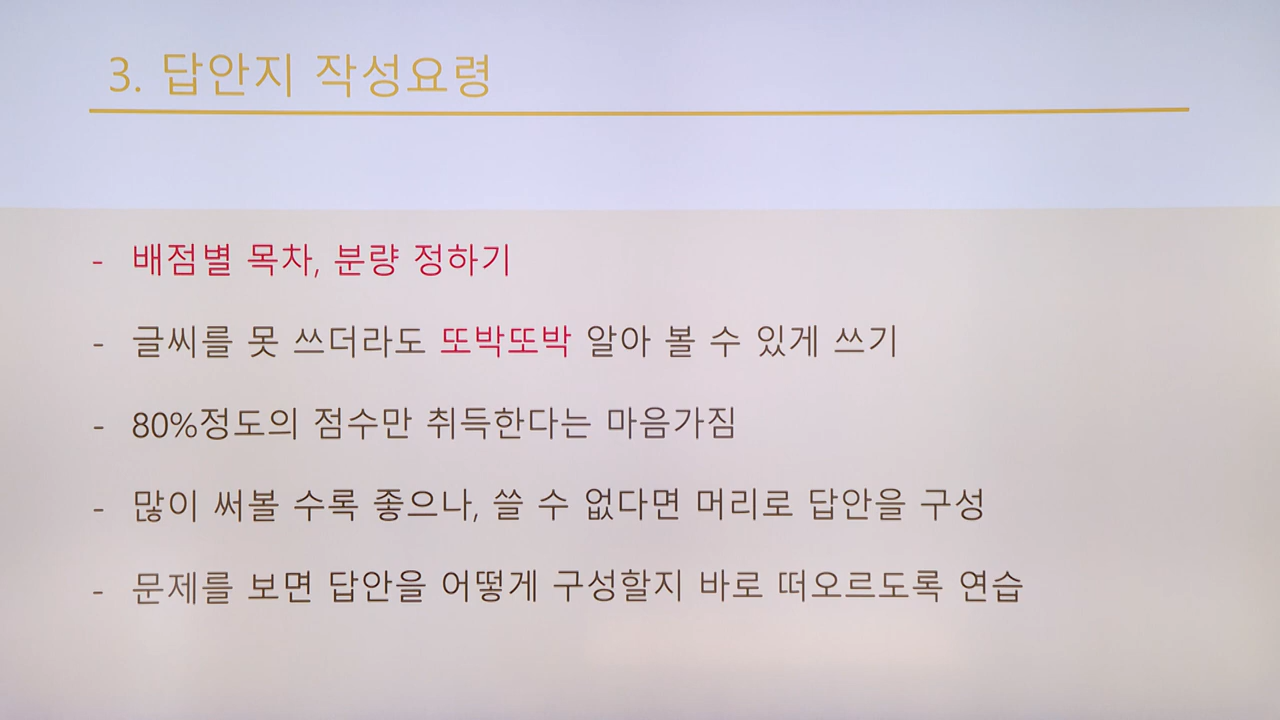 3. 답안지 작성요령
- 배점별 목차, 분량 정하기
- 글씨를 못 쓰더라도 또박또박 알아 볼 수 있게 쓰기
- 80%정도의 점수만 취득한다는 마음가짐
- 많이 써볼 수록 좋으나, 쓸 수 없다면 머리로 답안을 구성
- 문제를 보면 답안을 어떻게 구성할지 바로 떠오르도록 연습